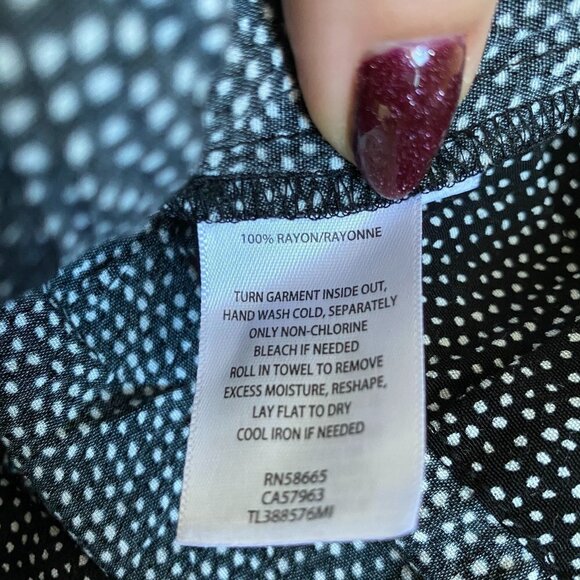 100% RAYON/RAYONNE
TURN GARMENT INSIDE OUT,
HAND WASH COLD, SEPARATELY
ONLY NON-CHLORINE
BLEACH IF NEEDED
ROLL IN TOWEL TO REMOVE
EXCESS MOISTURE, RESHAPE,
LAY FLAT TO DRY
COOL IRON IF NEEDED
RN58665
CA57963
TL388576MI